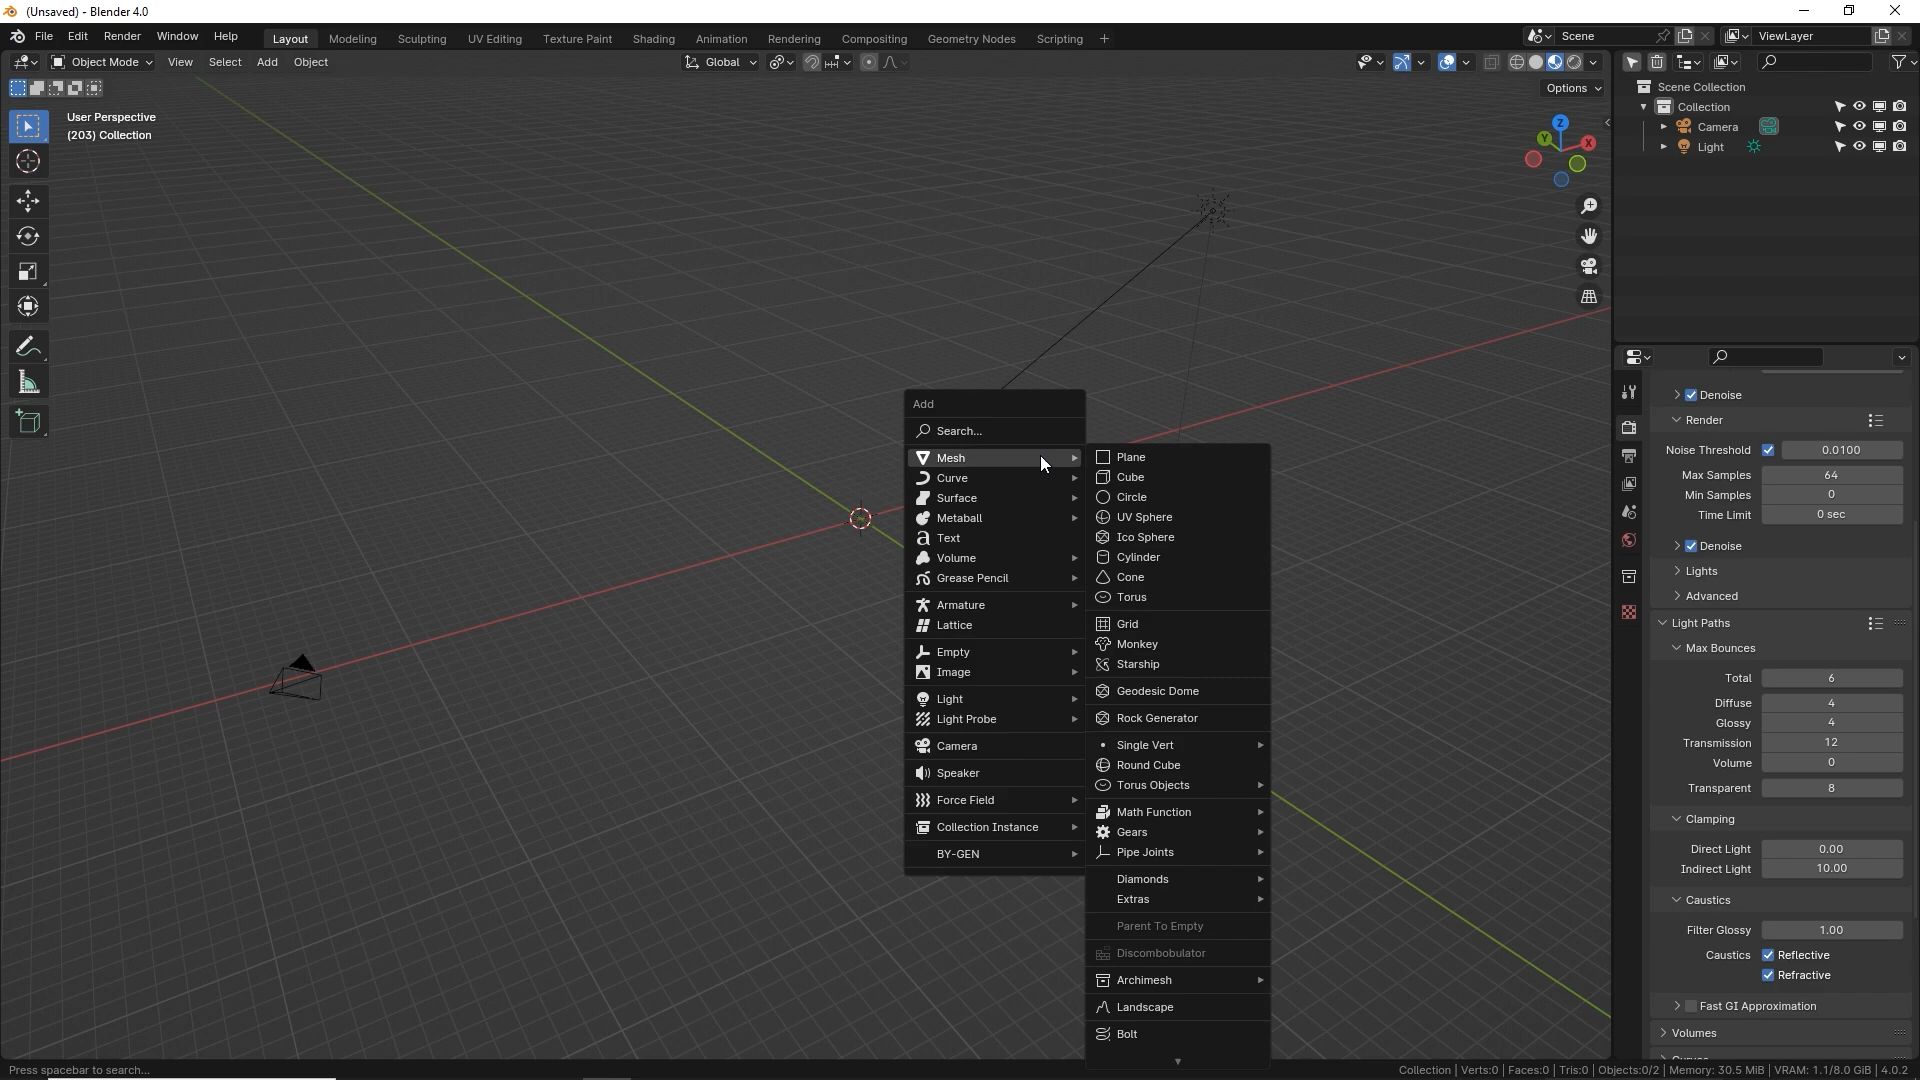 (Unsaved) - Blender 4.0
File Edit Render Window Help Layout Modeling Sculpting UV Editing Texture Paint Shading Animation Rendering Compositing Geometry Nodes Scripting + Scene ViewLayer
Object Mode View Select Add Object Global
Options
User Perspective
(203) Collection
Z
Y
X
Scene Collection
Collection
Camera
Light
Add
Search...
Mesh
Curve
Surface
Metaball
Text
Volume
Grease Pencil
Armature
Lattice
Empty
Image
Light
Light Probe
Camera
Speaker
Force Field
Collection Instance
BY-GEN
Plane
Cube
Circle
UV Sphere
Ico Sphere
Cylinder
Cone
Torus
Grid
Monkey
Starship
Geodesic Dome
Rock Generator
Single Vert
Round Cube
Torus Objects
Math Function
Gears
Pipe Joints
Diamonds
Extras
Parent To Empty
Discombobulator
Archimesh
Landscape
Bolt
Denoise
Render
Noise Threshold 0.0100
Max Samples 64
Min Samples 0
Time Limit 0 sec
Denoise
Lights
Advanced
Light Paths
Max Bounces
Total 6
Diffuse 4
Glossy 4
Transmission 12
Volume 0
Transparent 8
Clamping
Direct Light 0.00
Indirect Light 10.00
Caustics
Filter Glossy 1.00
Caustics Reflective
Refractive
Fast GI Approximation
Volumes
Press spacebar to search...
Collection | Verts:0 | Faces:0 | Tris:0 | Objects:0/2 | Memory: 30.5 MiB | VRAM: 1.1/8.0 GiB | 4.0.2